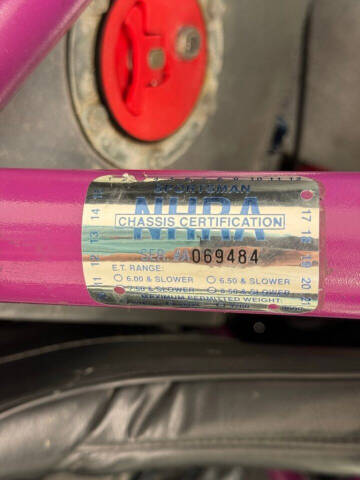 SPORTSMAN
NHRA
CHASSIS CERTIFICATION
SER. 069484
E.T. RANGE:
6.00 & SLOWER 6.50 & SLOWER
7.50 & SLOWER 8.50 & SLOWER
MAXIMUM PERMITTED WEIGHT:
12 13 14
17 18 19 20 21